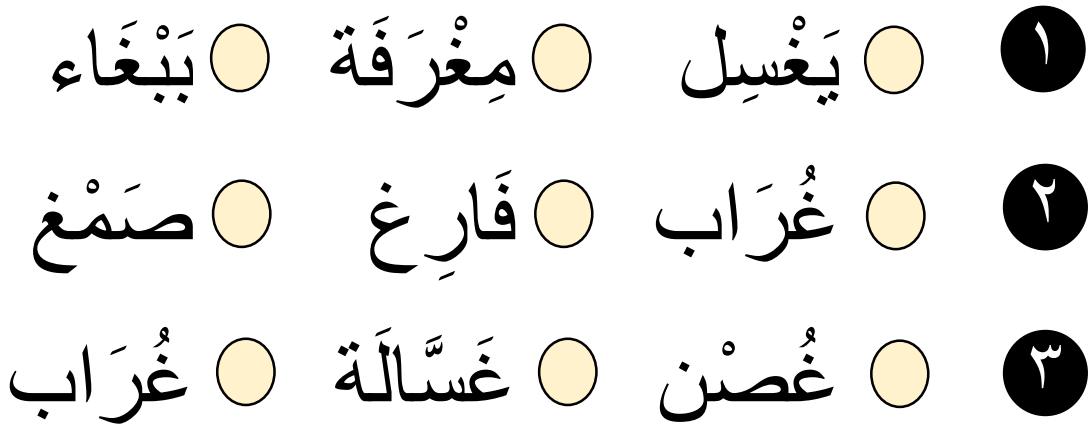 ١ يَغْسِل مِغْرَفَة بَبْغَاء
٢ غُرَاب فَارِغ صَمْغ
٣ غُصْن غَسَّالَة غُرَاب